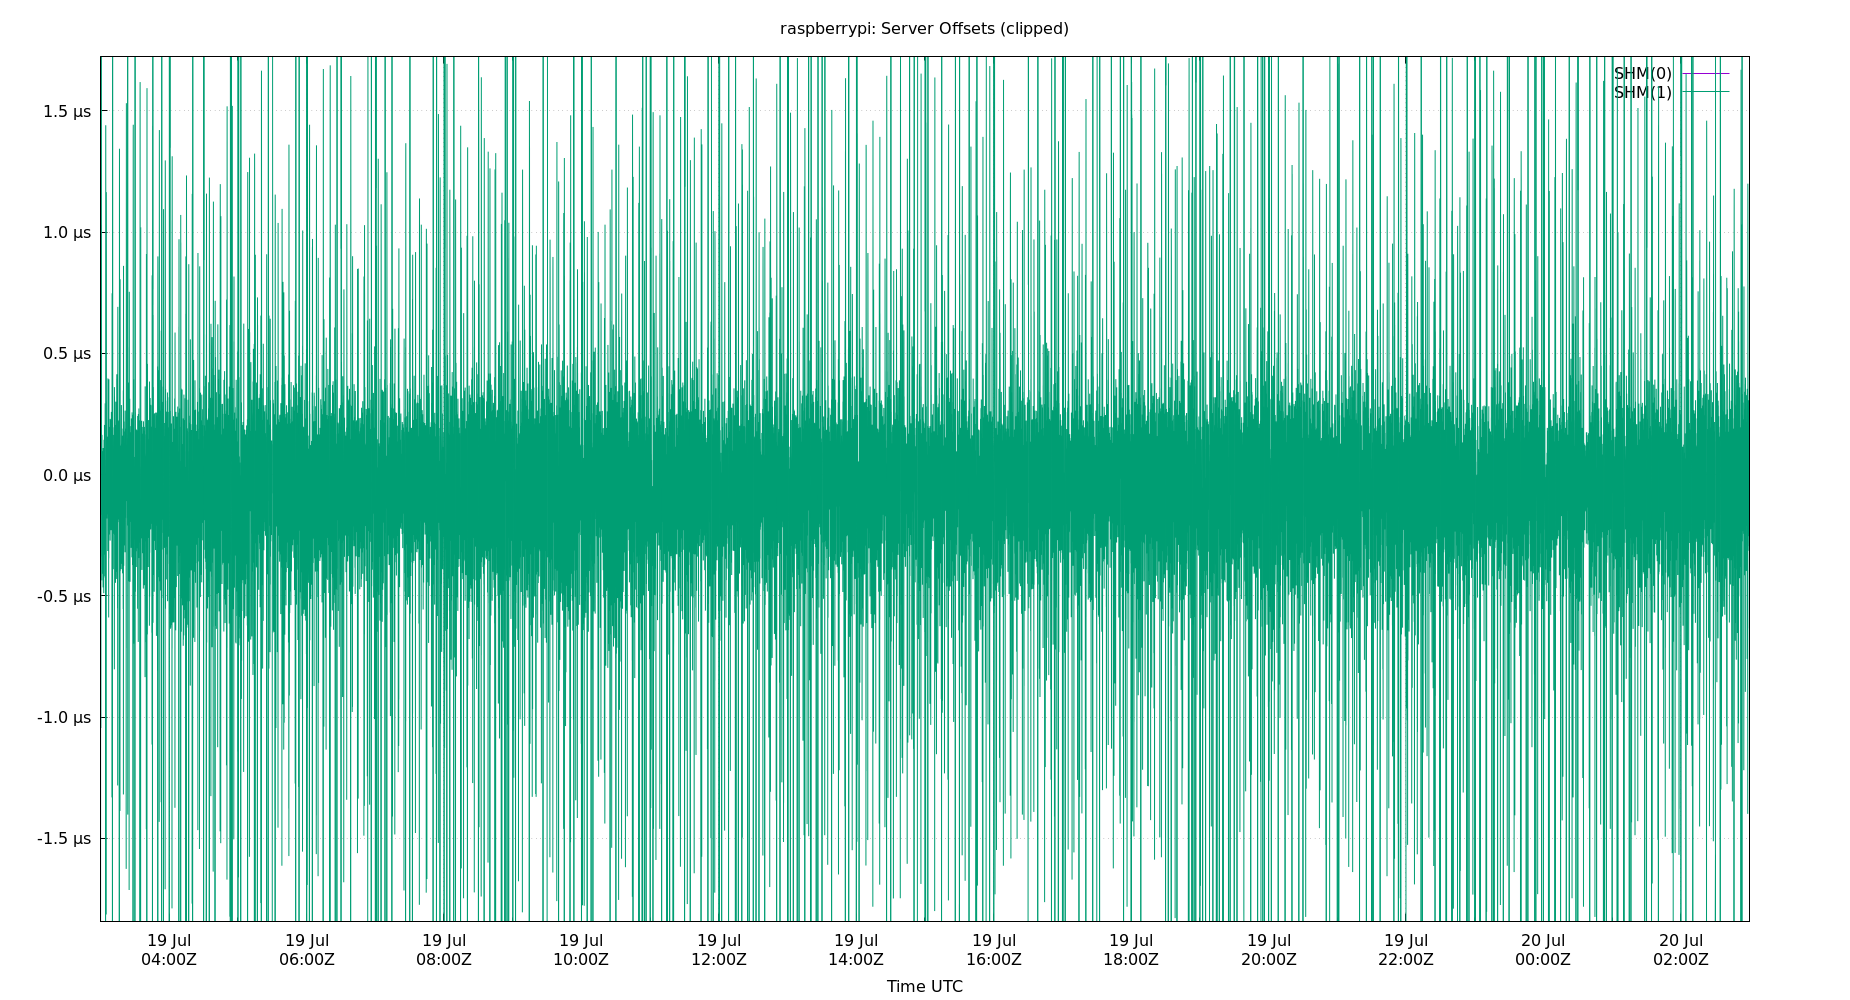 raspberrypi: Server Offsets (clipped)
SHM(0)
SHM(1)
1.5 µs
1.0 µs
0.5 µs
0.0 µs
-0.5 µs
-1.0 µs
-1.5 µs
19 Jul 19 Jul 19 Jul 19 Jul 19 Jul 19 Jul 19 Jul 19 Jul 19 Jul 19 Jul 20 Jul 20 Jul
04:00Z 06:00Z 08:00Z 10:00Z 12:00Z 14:00Z 16:00Z 18:00Z 20:00Z 22:00Z 00:00Z 02:00Z
Time UTC